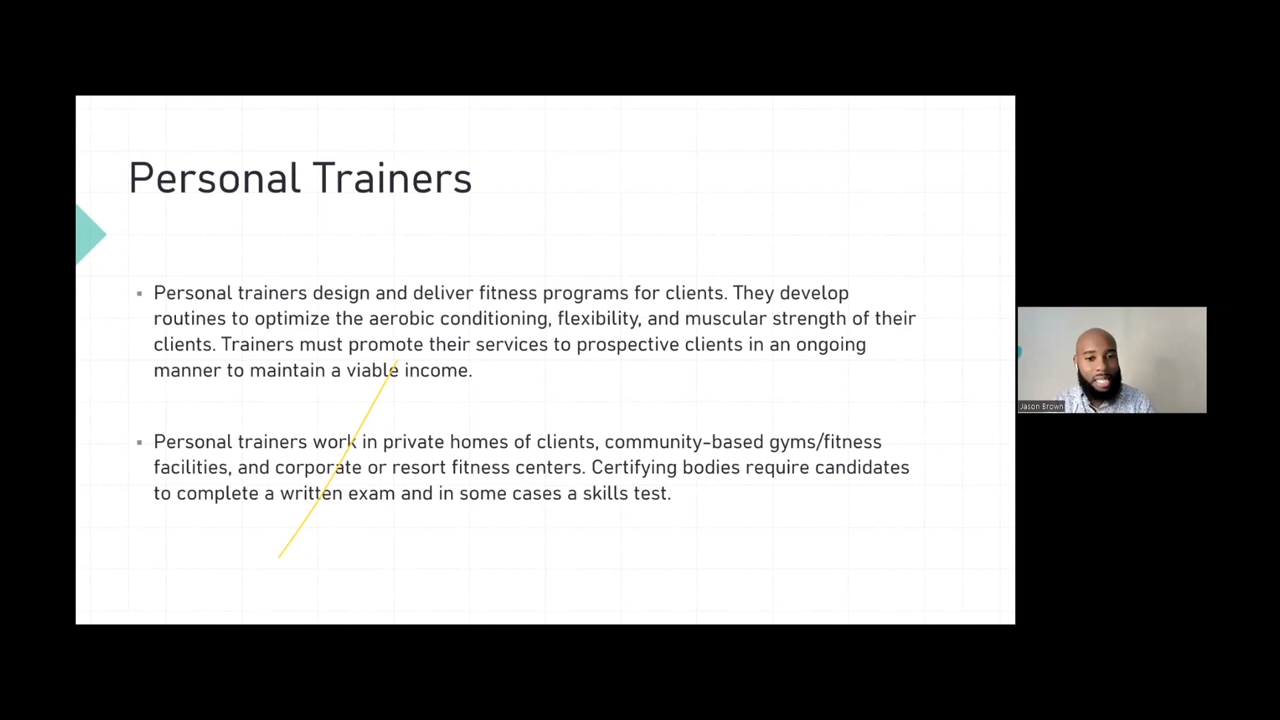 Personal Trainers
▪ Personal trainers design and deliver fitness programs for clients. They develop
routines to optimize the aerobic conditioning, flexibility, and muscular strength of their
clients. Trainers must promote their services to prospective clients in an ongoing
manner to maintain a viable income.
▪ Personal trainers work in private homes of clients, community-based gyms/fitness
facilities, and corporate or resort fitness centers. Certifying bodies require candidates
to complete a written exam and in some cases a skills test.
Jason Brown